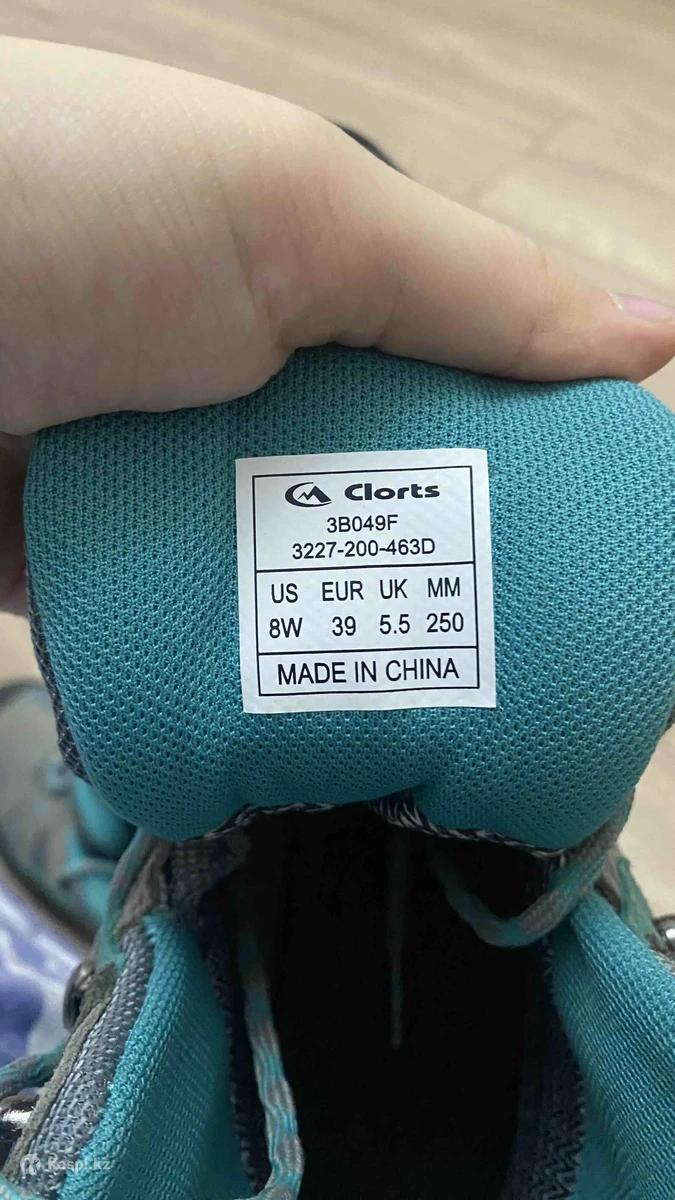 Clorts
3B049F
3227-200-463D
US EUR UK MM
8W 39 5.5 250
MADE IN CHINA
Kaspi.kz